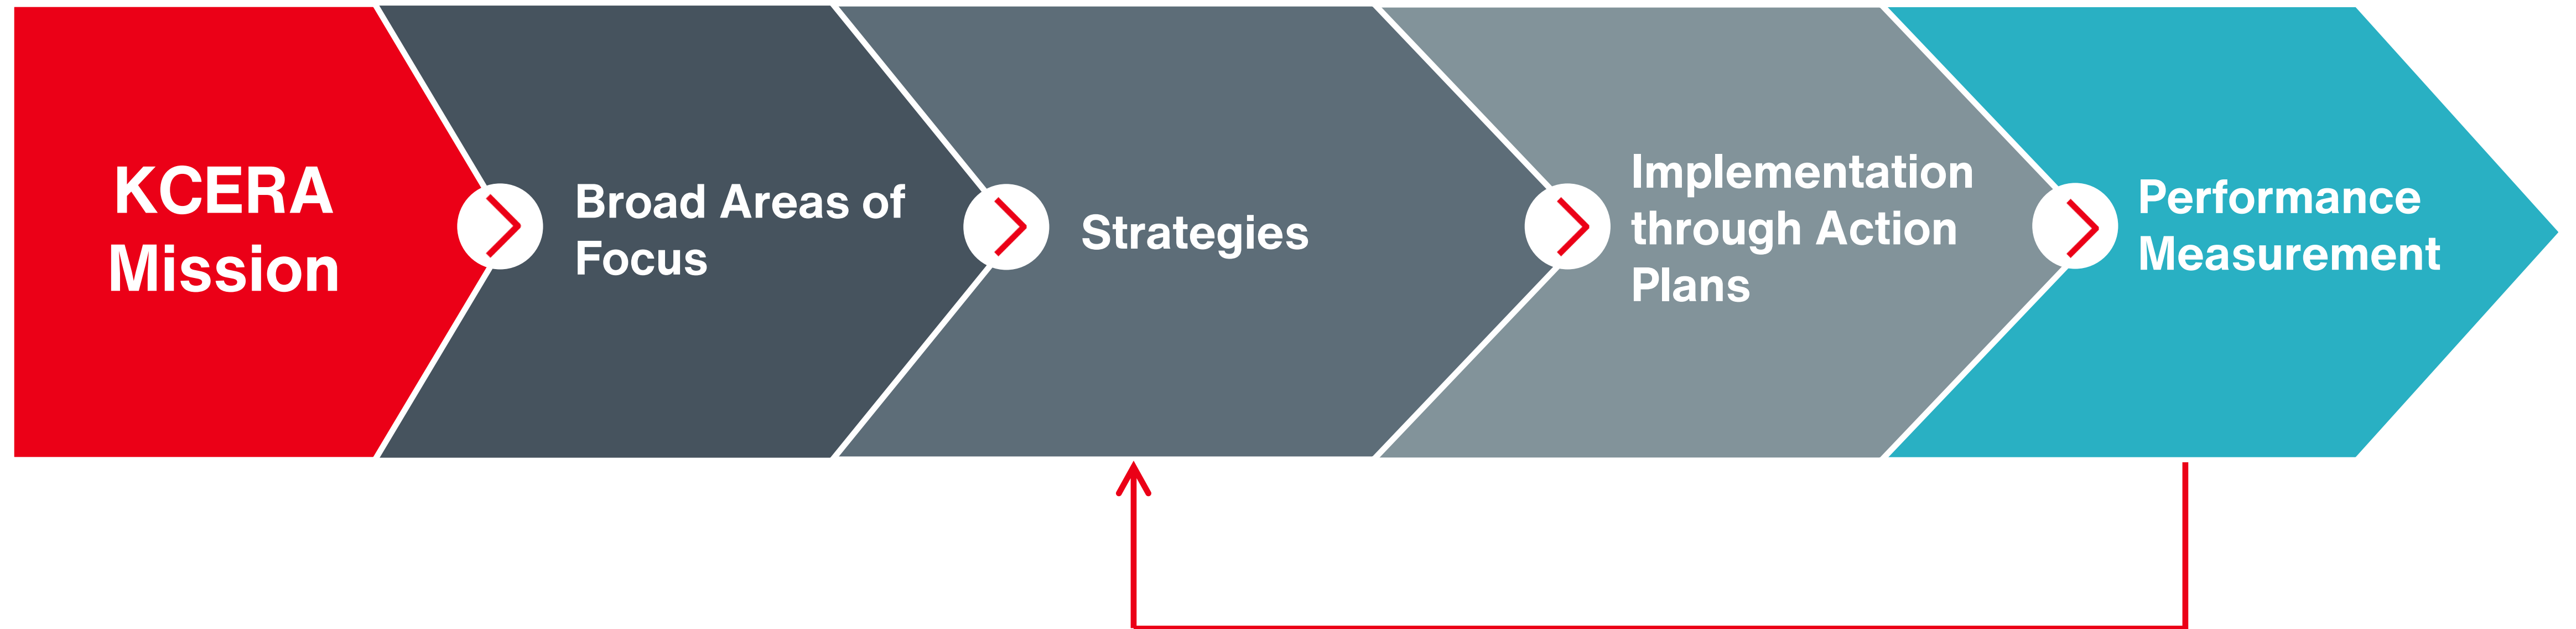 KCERA
Mission
Broad Areas of
Focus
Strategies
Implementation
through Action
Plans
Performance
Measurement